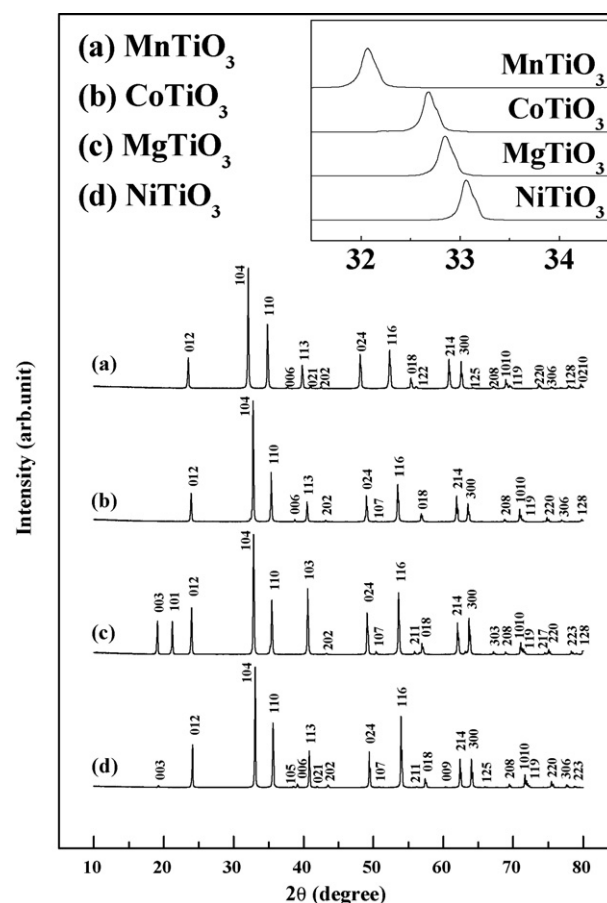 (a) MnTiO₃
(b) CoTiO₃
(c) MgTiO₃
(d) NiTiO₃
MnTiO₃
CoTiO₃
MgTiO₃
NiTiO₃
32 33 34
Intensity (arb.unit)
(a)
012 104 110 006 113 021 202 024 116 018 122 214 300 125 208 1010 119 220 306 128 0210
(b)
012 104 110 006 113 202 024 107 116 018 214 300 208 1010 119 220 306 128
(c)
003 101 012 104 110 103 202 024 107 116 211 018 214 300 303 208 1010 119 217 220 223 128
(d)
003 012 104 110 105 006 113 021 202 024 107 116 211 018 009 214 300 125 208 1010 119 220 306 223
10 20 30 40 50 60 70 80
2θ (degree)